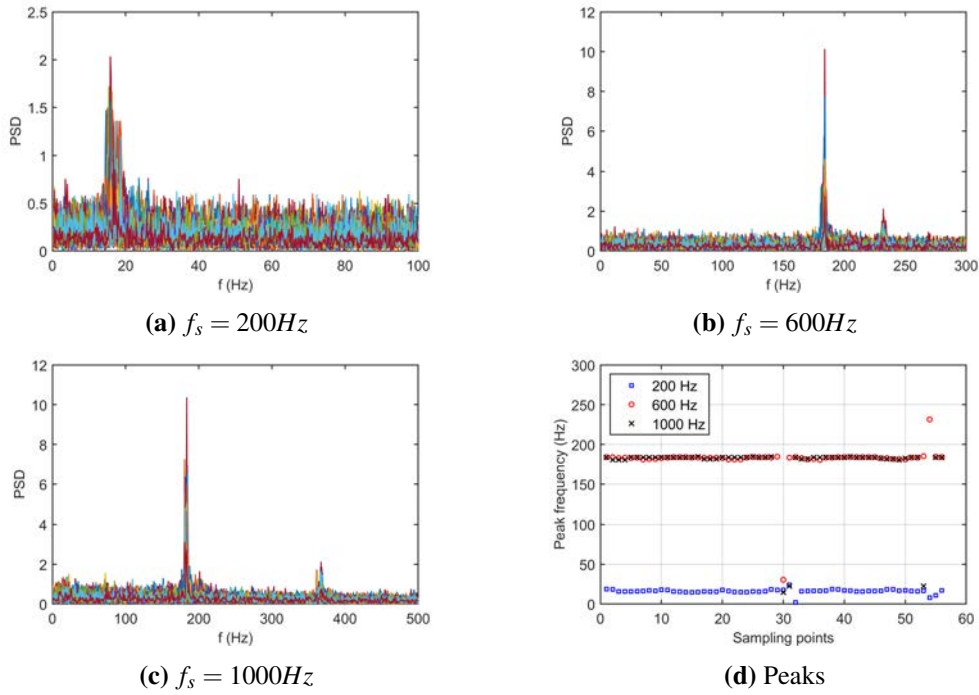 2.5
2
1.5
1
0.5
0
PSD
0 20 40 60 80 100
f (Hz)
(a) f_s = 200Hz
12
10
8
6
4
2
0
PSD
0 50 100 150 200 250 300
f (Hz)
(b) f_s = 600Hz
12
10
8
6
4
2
0
PSD
0 100 200 300 400 500
f (Hz)
(c) f_s = 1000Hz
300
250
200
150
100
50
0
Peak frequency (Hz)
200 Hz
600 Hz
1000 Hz
0 10 20 30 40 50 60
Sampling points
(d) Peaks